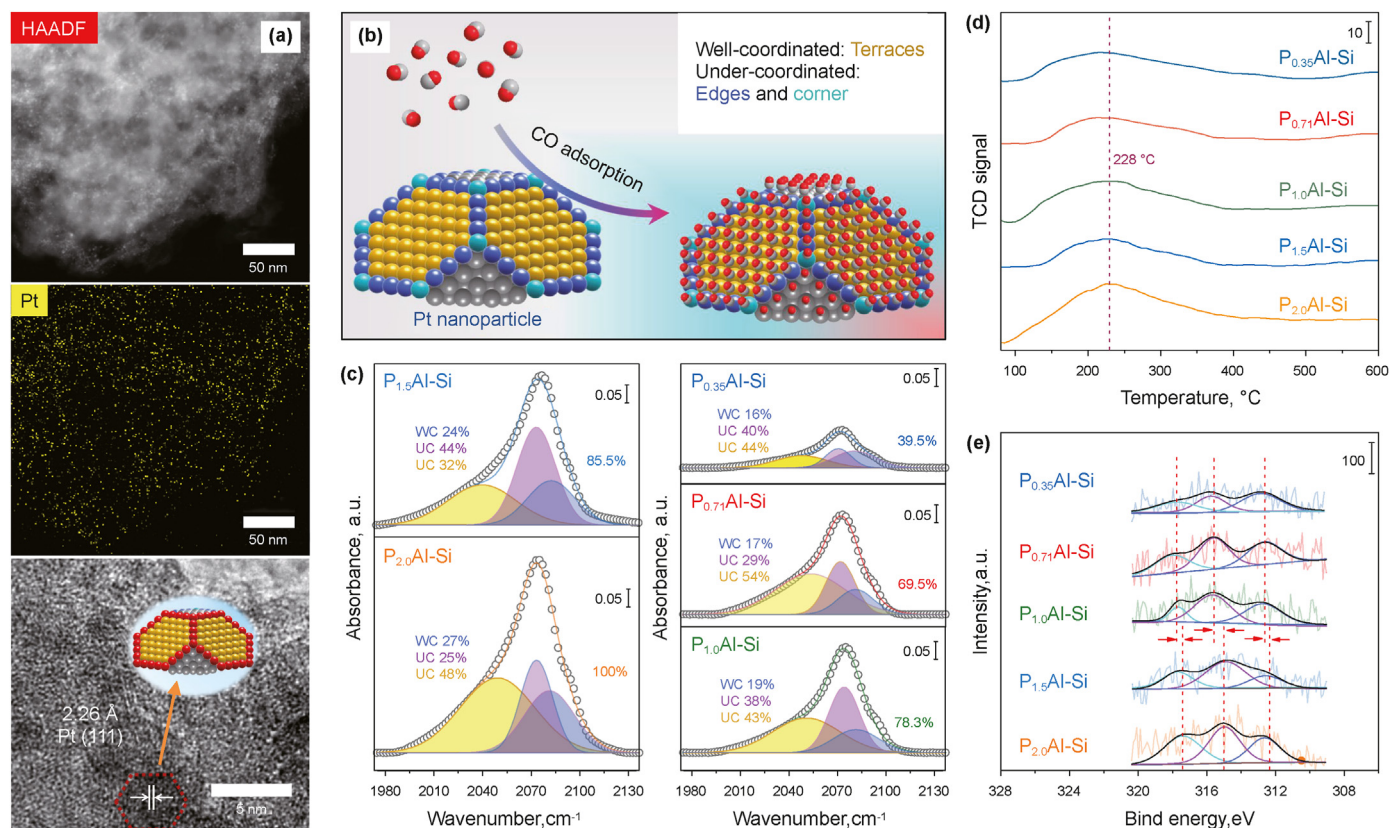 HAADF
(a)
50 nm
Pt
50 nm
2.26 Å
Pt (111)
5 nm
(b)
Well-coordinated: Terraces
Under-coordinated:
Edges and corner
CO adsorption
Pt nanoparticle
(c)
P1.5Al-Si
0.05
WC 24%
UC 44%
UC 32%
85.5%
P2.0Al-Si
0.05
WC 27%
UC 25%
UC 48%
100%
Absorbance, a.u.
1980 2010 2040 2070 2100 2130
Wavenumber,cm-1
P0.35Al-Si
0.05
WC 16%
UC 40%
UC 44%
39.5%
P0.71Al-Si
0.05
WC 17%
UC 29%
UC 54%
69.5%
P1.0Al-Si
0.05
WC 19%
UC 38%
UC 43%
78.3%
Absorbance, a.u.
1980 2010 2040 2070 2100 2130
Wavenumber,cm-1
(d)
10
P0.35Al-Si
P0.71Al-Si
228 °C
P1.0Al-Si
P1.5Al-Si
P2.0Al-Si
TCD signal
100 200 300 400 500 600
Temperature, °C
(e)
100
P0.35Al-Si
P0.71Al-Si
P1.0Al-Si
P1.5Al-Si
P2.0Al-Si
Intensity,a.u.
328 324 320 316 312 308
Bind energy,eV